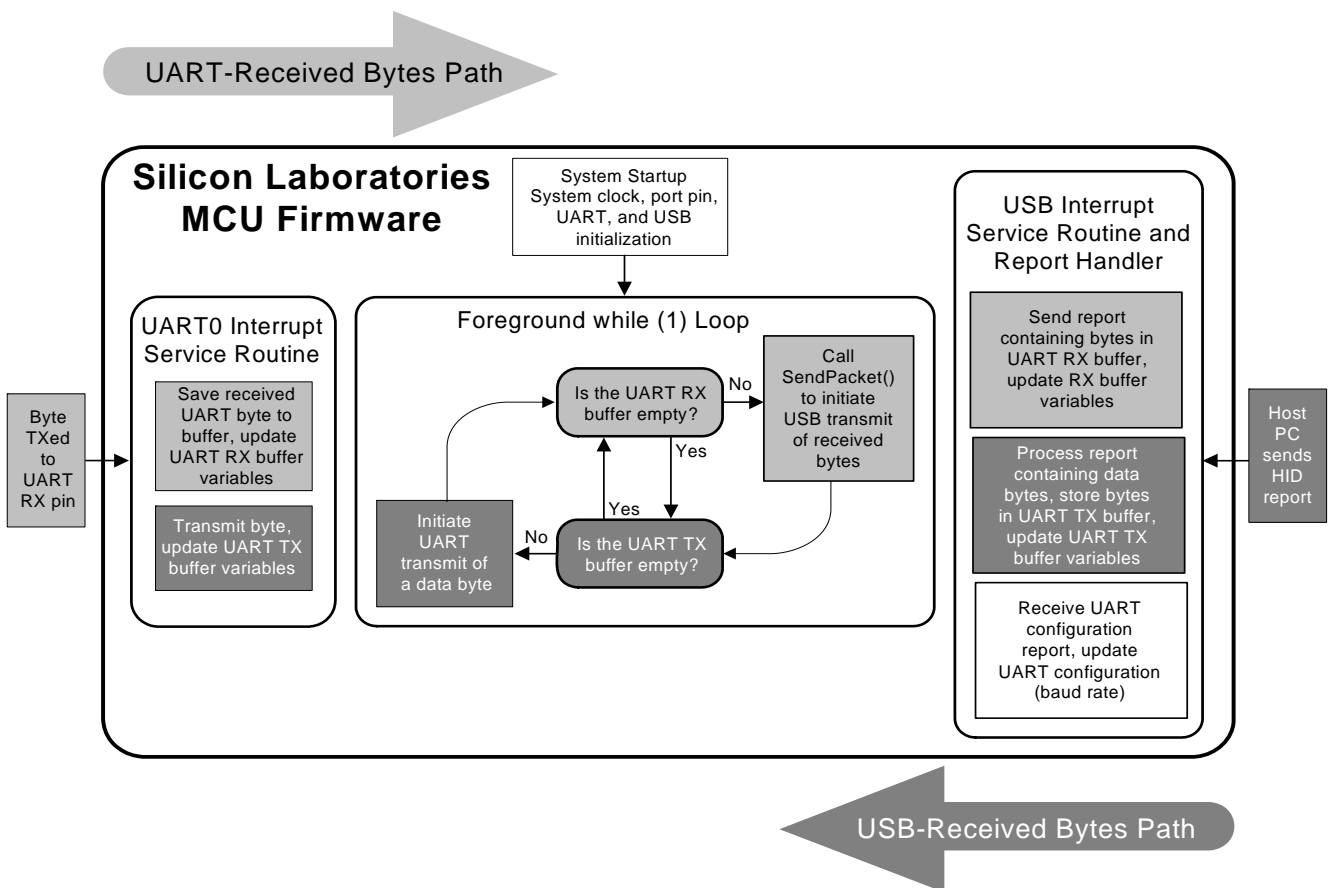 UART-Received Bytes Path
Silicon Laboratories
MCU Firmware
System Startup
System clock, port pin,
UART, and USB
initialization
USB Interrupt
Service Routine and
Report Handler
UART0 Interrupt
Service Routine
Foreground while (1) Loop
Byte
TXed
to
UART
RX pin
Save received
UART byte to
buffer, update
UART RX buffer
variables
Transmit byte,
update UART TX
buffer variables
Is the UART RX
buffer empty?
No
Yes
Call
SendPacket()
to initiate
USB transmit
of received
bytes
Initiate
UART
transmit of
a data byte
No
Yes
Is the UART TX
buffer empty?
Send report
containing bytes in
UART RX buffer,
update RX buffer
variables
Process report
containing data
bytes, store bytes
in UART TX buffer,
update UART TX
buffer variables
Receive UART
configuration
report, update
UART configuration
(baud rate)
Host
PC
sends
HID
report
USB-Received Bytes Path